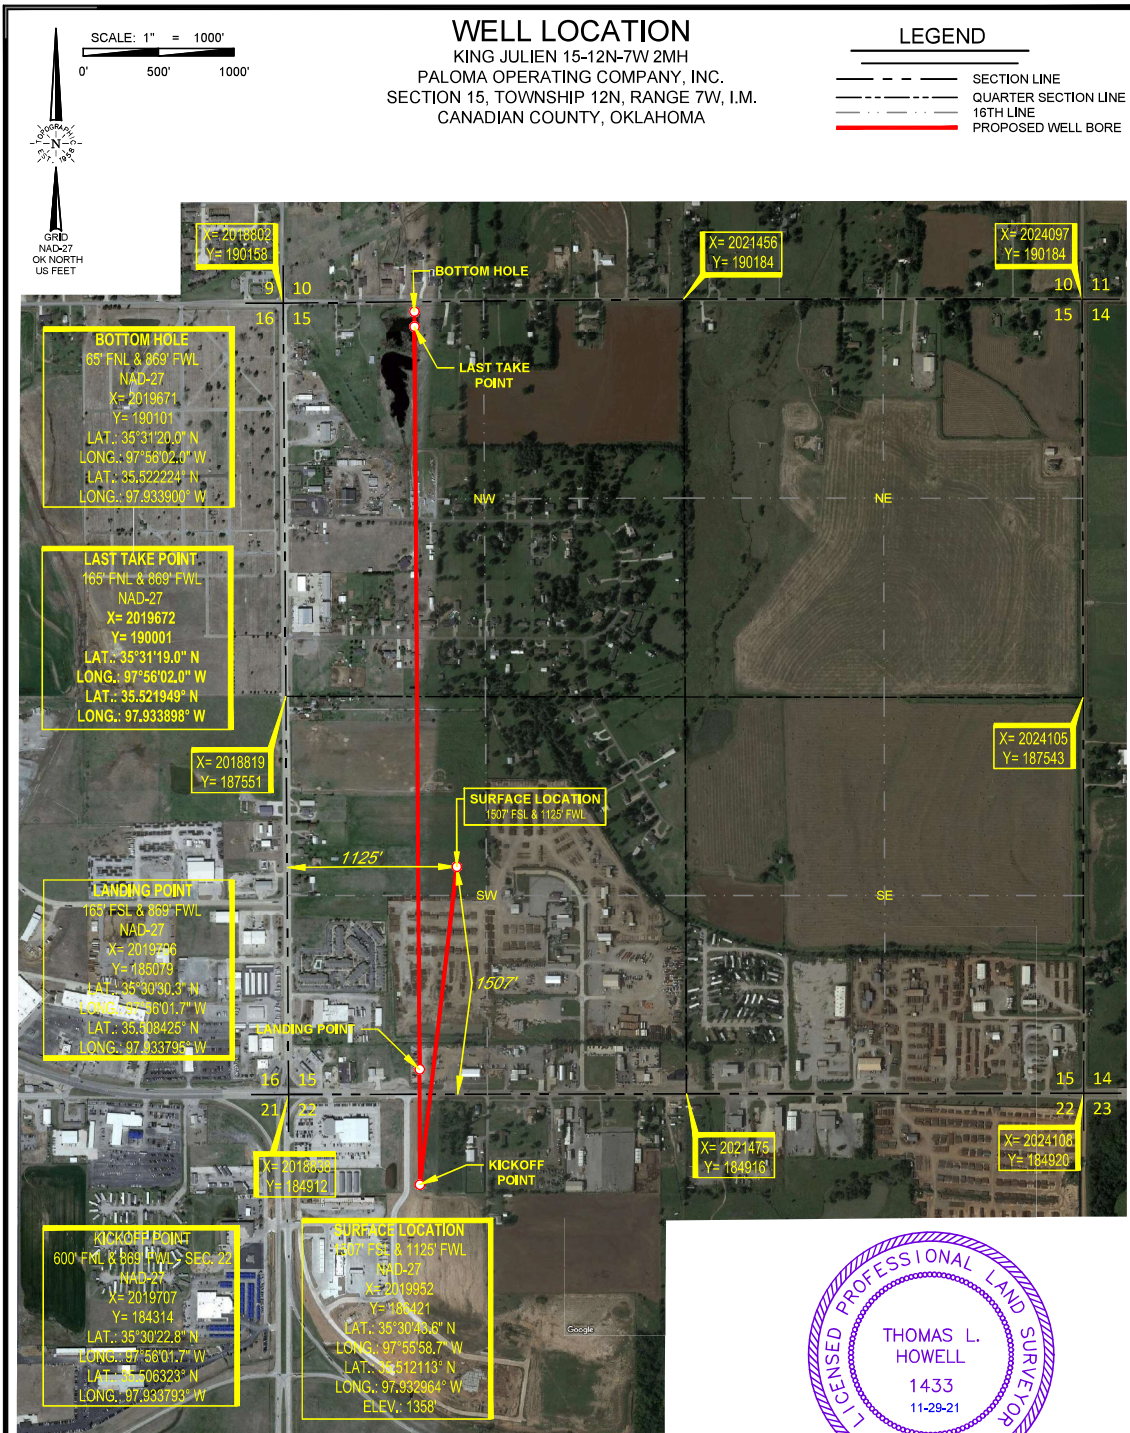 SCALE: 1" = 1000'
0' 500' 1000'
TOPOGRAPHIC
N
EST. 1958
GRID
NAD-27
OK NORTH
US FEET
WELL LOCATION
KING JULIEN 15-12N-7W 2MH
PALOMA OPERATING COMPANY, INC.
SECTION 15, TOWNSHIP 12N, RANGE 7W, I.M.
CANADIAN COUNTY, OKLAHOMA
LEGEND
SECTION LINE
QUARTER SECTION LINE
16TH LINE
PROPOSED WELL BORE
X= 2018802
Y= 190158
X= 2021456
Y= 190184
X= 2024097
Y= 190184
BOTTOM HOLE
9 10
16 15
10 11
15 14
LAST TAKE
POINT
BOTTOM HOLE
65' FNL & 869' FWL
NAD-27
X= 2019671
Y= 190101
LAT.: 35°31'20.0" N
LONG.: 97°56'02.0" W
LAT.: 35.522224° N
LONG.: 97.933900° W
NW
NE
LAST TAKE POINT
165' FNL & 869' FWL
NAD-27
X= 2019672
Y= 190001
LAT.: 35°31'19.0" N
LONG.: 97°56'02.0" W
LAT.: 35.521949° N
LONG.: 97.933898° W
X= 2018819
Y= 187551
X= 2024105
Y= 187543
SURFACE LOCATION
1507' FSL & 1125' FWL
1125'
SW
SE
1507'
LANDING POINT
165' FSL & 869' FWL
NAD-27
X= 2019706
Y= 185079
LAT.: 35°30'30.3" N
LONG.: 97°56'01.7" W
LAT.: 35.508425° N
LONG.: 97.933795° W
LANDING POINT
16 15
21 22
15 14
22 23
X= 2018838
Y= 184912
X= 2021475
Y= 184916'
X= 2024108
Y= 184920
KICKOFF
POINT
KICKOFF POINT
600' FNL & 869' FWL - SEC. 22
NAD-27
X= 2019707
Y= 184314
LAT.: 35°30'22.8" N
LONG.: 97°56'01.7" W
LAT.: 35.506323° N
LONG.: 97.933793° W
SURFACE LOCATION
1507' FSL & 1125' FWL
NAD-27
X= 2019952
Y= 186421
LAT.: 35°30'43.6" N
LONG.: 97°55'58.7" W
LAT.: 35.512113° N
LONG.: 97.932964° W
ELEV.: 1358'
Google
LICENSED PROFESSIONAL LAND SURVEYOR
THOMAS L.
HOWELL
1433
11-29-21